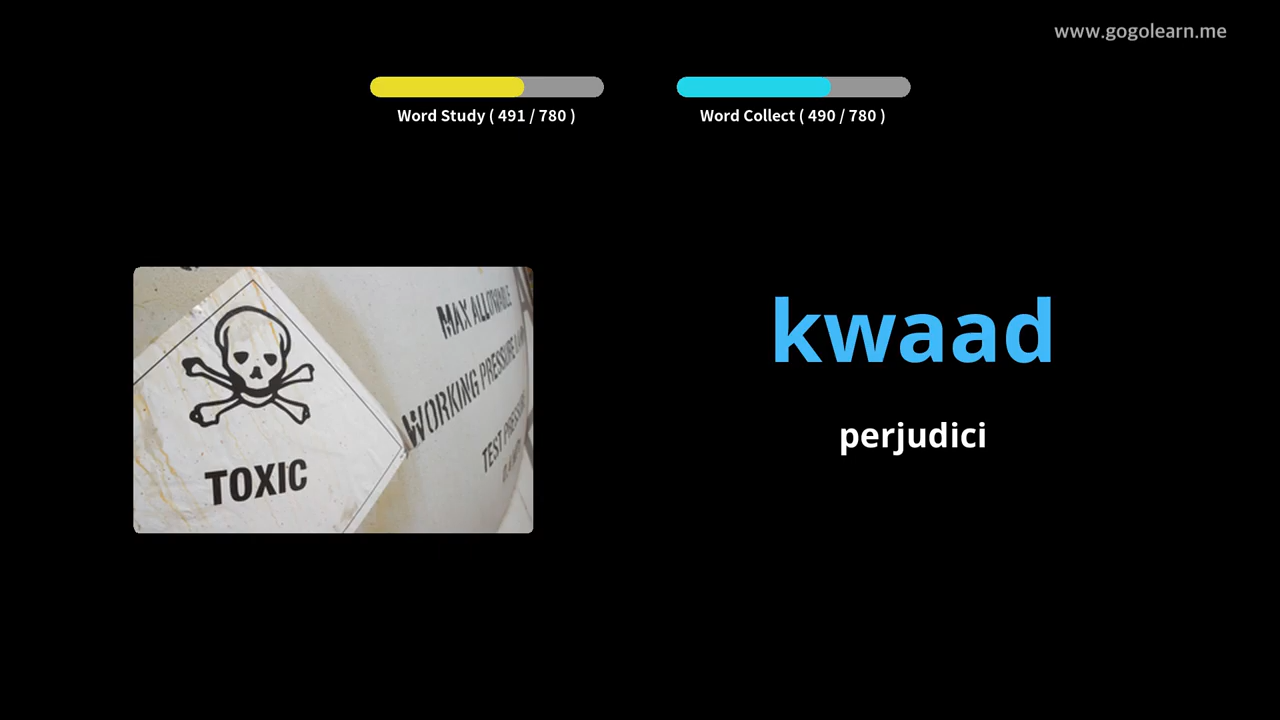 www.gogolearn.me
Word Study ( 491 / 780 )
Word Collect ( 490 / 780 )
kwaad
perjudici
MAX ALLOWABLE
WORKING PRESSURE
TEST PRESSURE
TOXIC